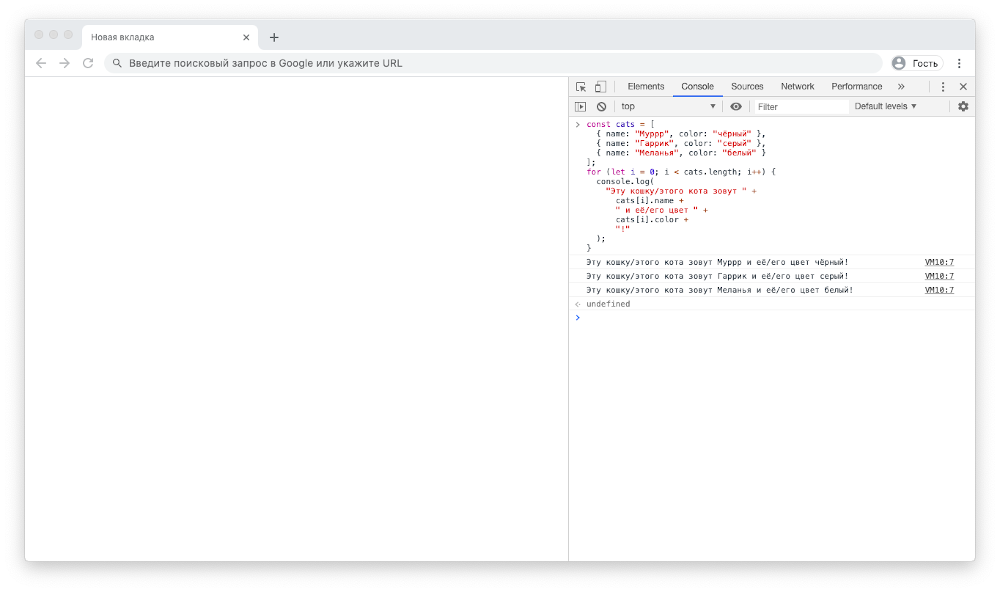 Новая вкладка
Введите поисковый запрос в Google или укажите URL
Гость
Elements Console Sources Network Performance »
top Filter Default levels
> const cats = [
{ name: "Муррр", color: "чёрный" },
{ name: "Гаррик", color: "серый" },
{ name: "Меланья", color: "белый" }
];
for (let i = 0; i < cats.length; i++) {
console.log(
"Эту кошку/этого кота зовут " +
cats[i].name +
" и её/его цвет " +
cats[i].color +
"!"
);
}
Эту кошку/этого кота зовут Муррр и её/его цвет чёрный! VM10:7
Эту кошку/этого кота зовут Гаррик и её/его цвет серый! VM10:7
Эту кошку/этого кота зовут Меланья и её/его цвет белый! VM10:7
undefined
>